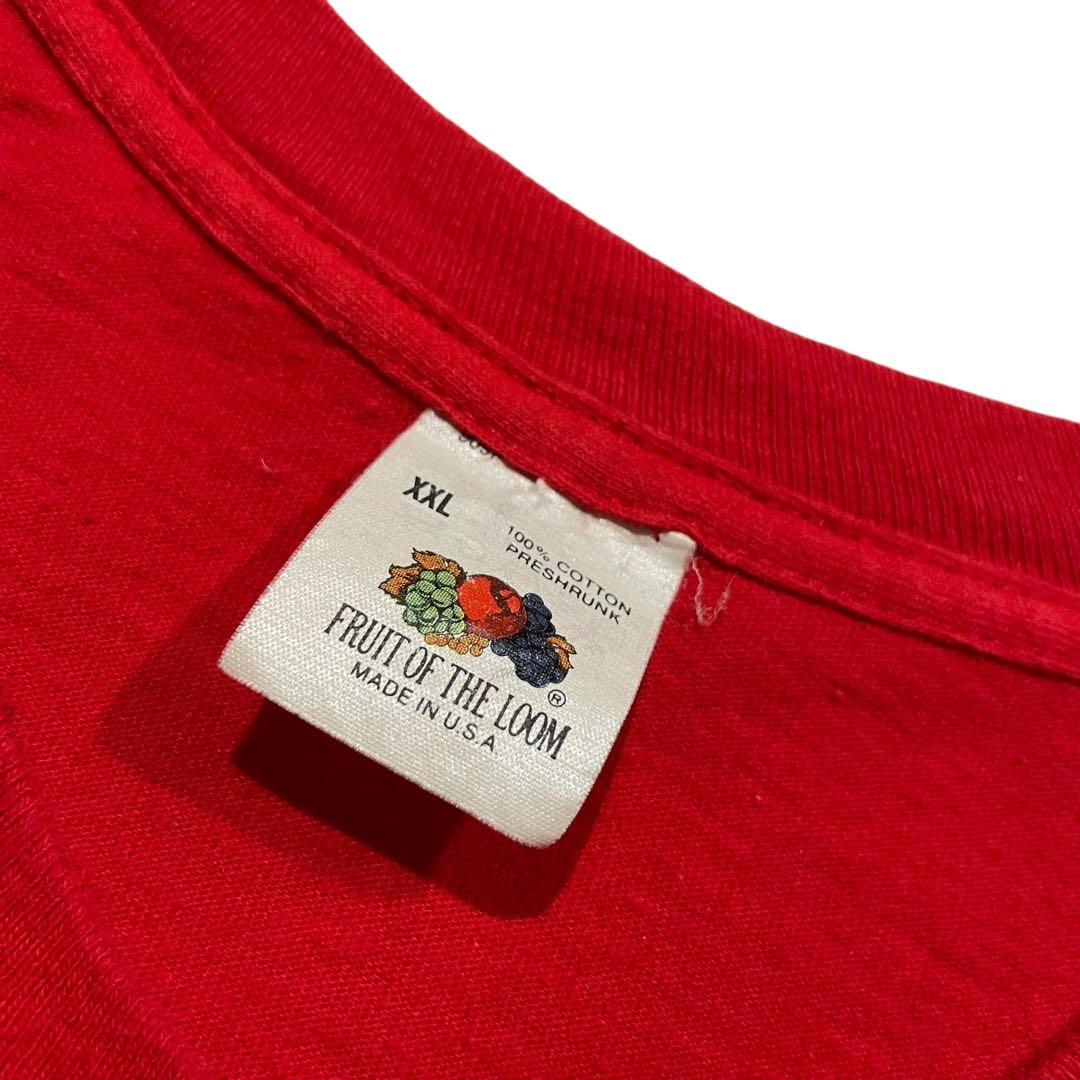 XXL
100% COTTON
PRESHRUNK
FRUIT OF THE LOOM ®
MADE IN U.S.A